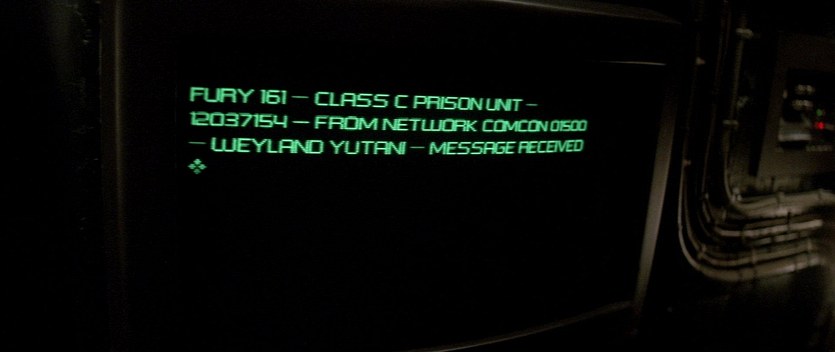 FURY 161 — CLASS C PRISON UNIT —
12037154 — FROM NETWORK COMCON 01500
— WEYLAND YUTANI — MESSAGE RECEIVED